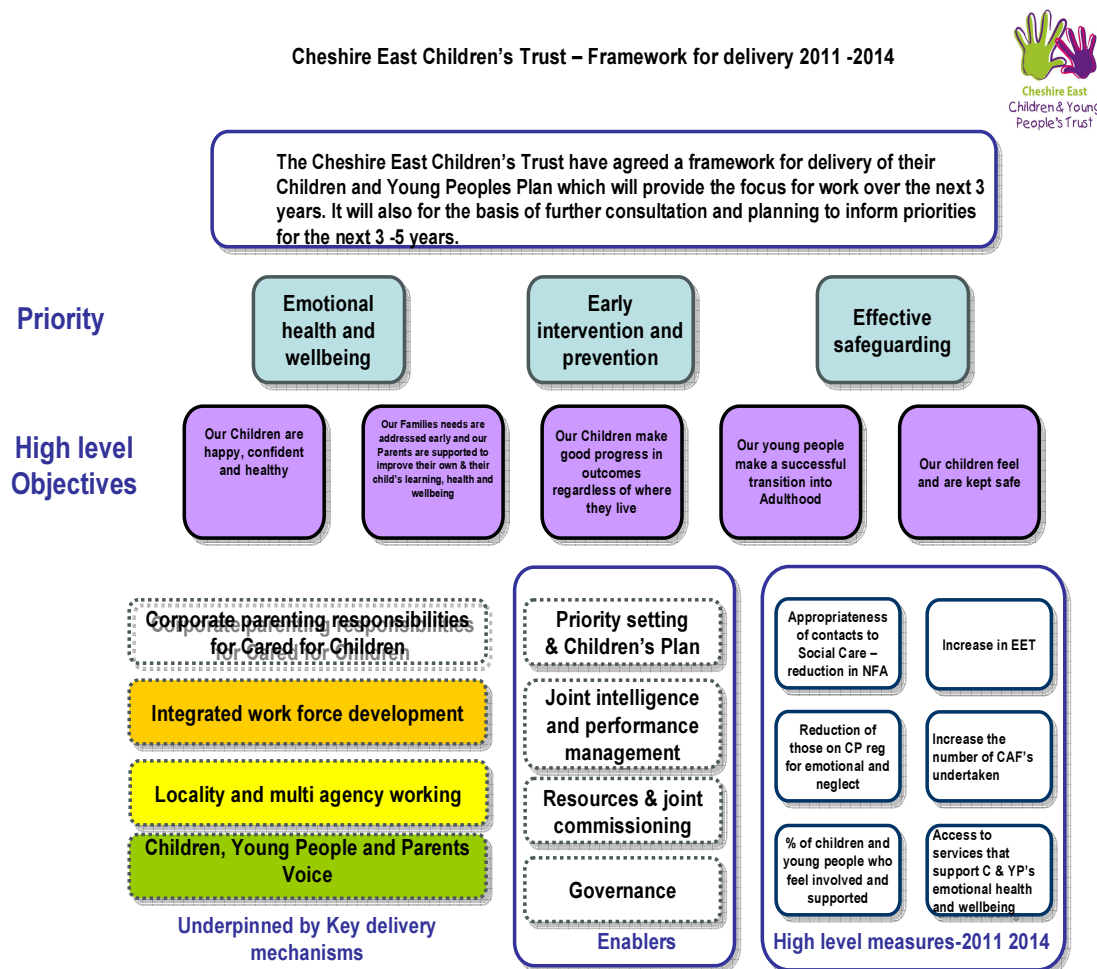 Cheshire East Children's Trust – Framework for delivery 2011 -2014
Cheshire East
Children & Young
People's Trust
The Cheshire East Children's Trust have agreed a framework for delivery of their
Children and Young Peoples Plan which will provide the focus for work over the next 3
years. It will also for the basis of further consultation and planning to inform priorities
for the next 3 -5 years.
Priority
Emotional
health and
wellbeing
Early
intervention and
prevention
Effective
safeguarding
High level
Objectives
Our Children are
happy, confident
and healthy
Our Families needs are
addressed early and our
Parents are supported to
improve their own & their
child's learning, health and
wellbeing
Our Children make
good progress in
outcomes
regardless of where
they live
Our young people
make a successful
transition into
Adulthood
Our children feel
and are kept safe
Corporate parenting responsibilities
for Cared for Children
Integrated work force development
Locality and multi agency working
Children, Young People and Parents
Voice
Underpinned by Key delivery
mechanisms
Priority setting
& Children's Plan
Joint intelligence
and performance
management
Resources & joint
commissioning
Governance
Enablers
Appropriateness
of contacts to
Social Care –
reduction in NFA
Increase in EET
Reduction of
those on CP reg
for emotional and
neglect
Increase the
number of CAF's
undertaken
% of children and
young people who
feel involved and
supported
Access to
services that
support C & YP's
emotional health
and wellbeing
High level measures-2011 2014